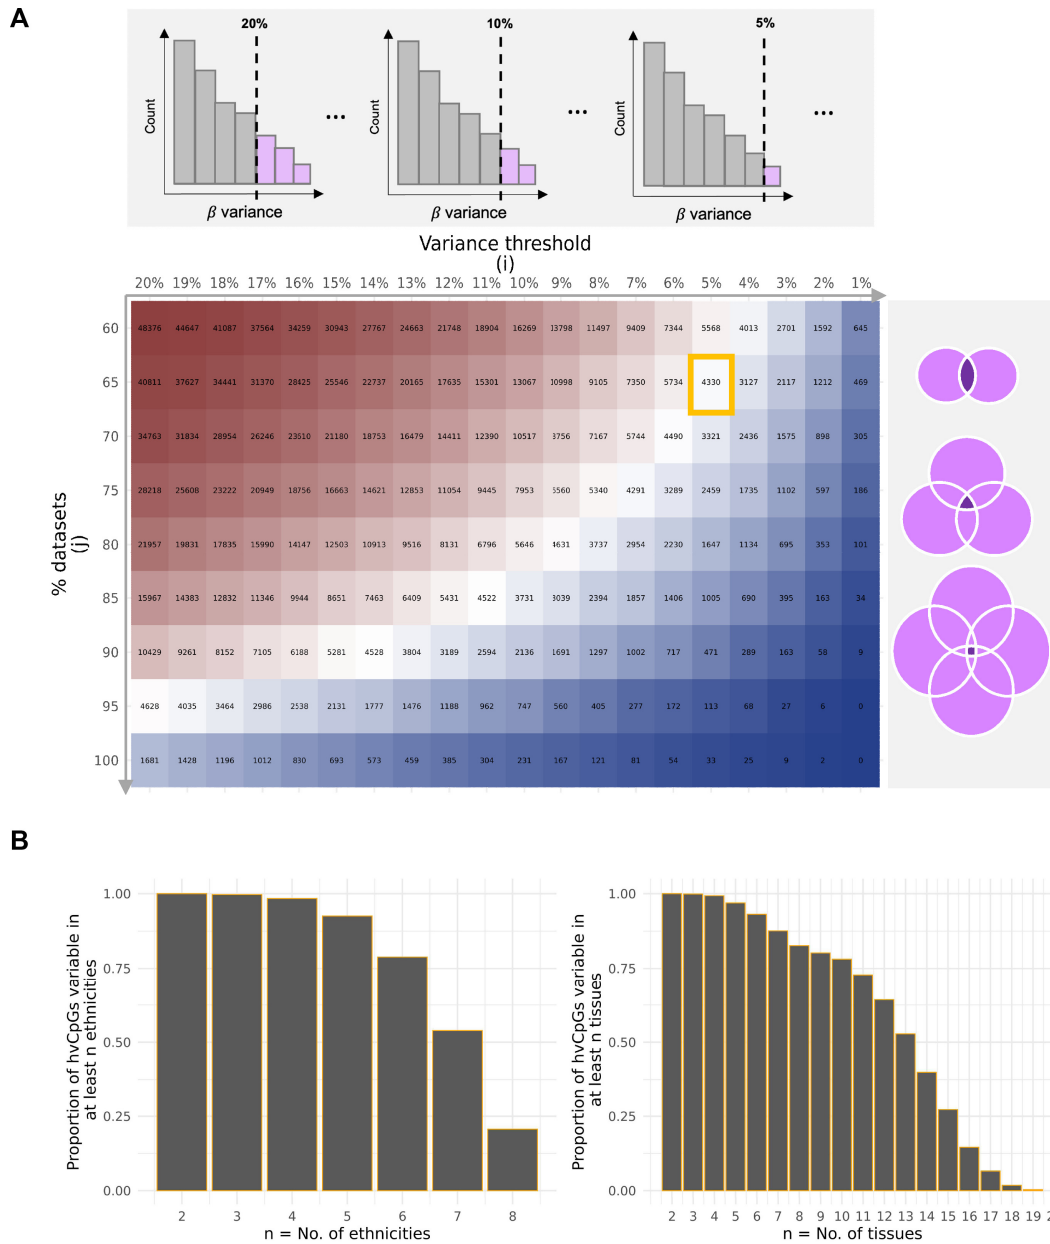 A
20%
10%
5%
Count
Count
Count
...
...
...
β variance
β variance
β variance
Variance threshold
(i)
20% 19% 18% 17% 16% 15% 14% 13% 12% 11% 10% 9% 8% 7% 6% 5% 4% 3% 2% 1%
% datasets
(j)
60 48376 44647 41087 37564 34259 30943 27767 24663 21748 18904 16269 13798 11497 9409 7344 5568 4013 2701 1592 645
65 40811 37627 34441 31370 28425 25546 22737 20165 17635 15301 13067 10998 9105 7350 5734 4330 3127 2117 1212 469
70 34763 31834 28954 26246 23510 21180 18753 16479 14411 12390 10517 3756 7167 5744 4490 3321 2436 1575 898 305
75 28218 25608 23222 20949 18756 16663 14621 12853 11054 9445 7953 5560 5340 4291 3289 2459 1735 1102 597 186
80 21957 19831 17835 15990 14147 12503 10913 9516 8131 6796 5646 4631 3737 2954 2230 1647 1134 695 353 101
85 15967 14383 12832 11346 9944 8651 7463 6409 5431 4522 3731 3039 2394 1857 1406 1005 690 395 163 34
90 10429 9261 8152 7105 6188 5281 4528 3804 3189 2594 2136 1691 1297 1002 717 471 289 163 58 9
95 4628 4035 3464 2986 2538 2131 1777 1476 1188 962 747 560 405 277 172 113 68 27 6 0
100 1681 1428 1196 1012 830 693 573 459 385 304 231 167 121 81 54 33 25 9 2 0
B
Proportion of hvCpGs variable in
at least n ethnicities
1.00
0.75
0.50
0.25
0.00
2 3 4 5 6 7 8
n = No. of ethnicities
Proportion of hvCpGs variable in
at least n tissues
1.00
0.75
0.50
0.25
0.00
2 3 4 5 6 7 8 9 10 11 12 13 14 15 16 17 18 19
n = No. of tissues